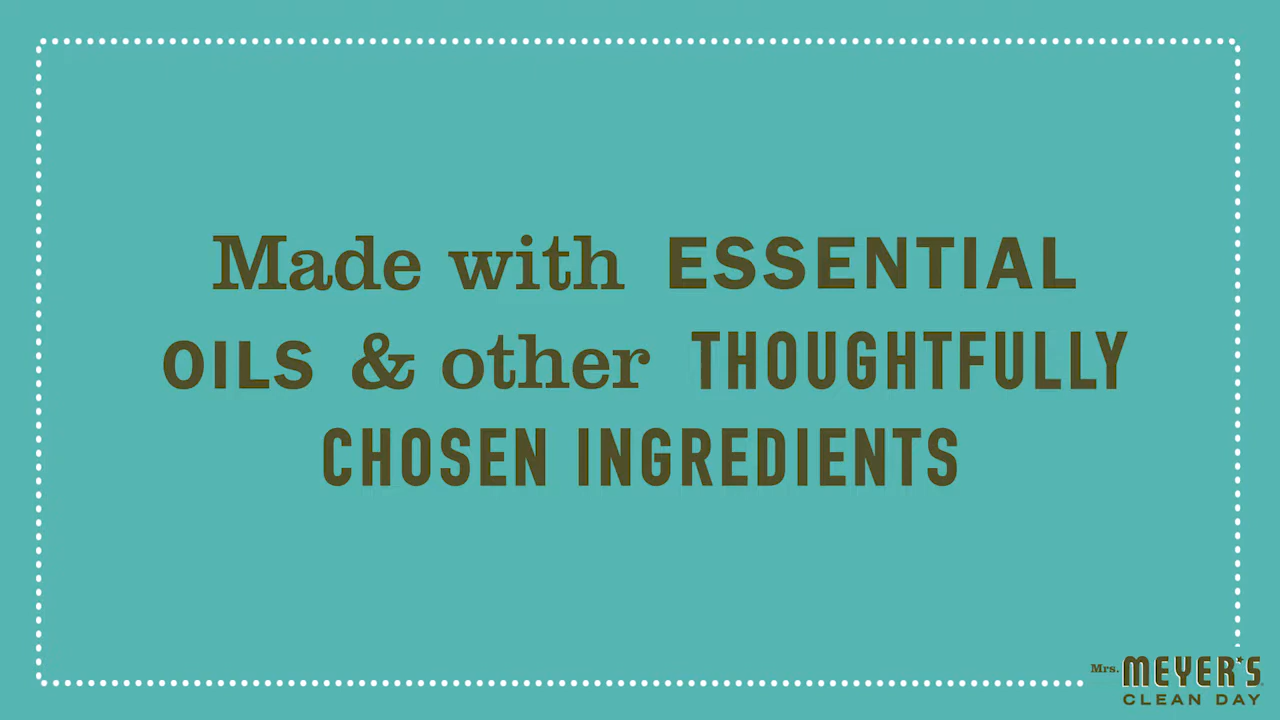 Made with ESSENTIAL
OILS & other THOUGHTFULLY
CHOSEN INGREDIENTS
Mrs. MEYER'S
CLEAN DAY